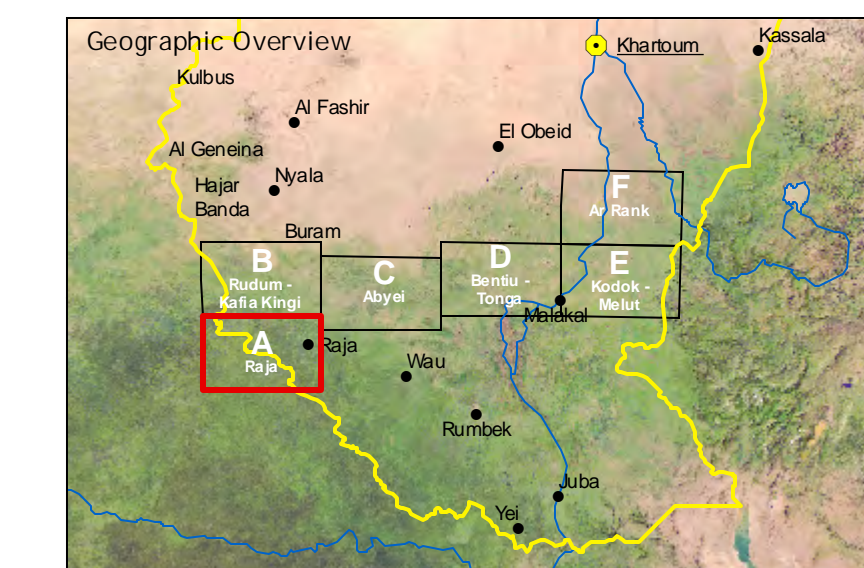 Geographic Overview
Khartoum
Kassala
Kulbus
Al Fashir
El Obeid
Al Geneina
Nyala
Hajar
Banda
F
Ar Rank
Buram
B
Rudum -
Kafia Kingi
C
Abyei
D
Bentiu -
Tonga
E
Kodok -
Melut
Malakal
A
Raja
Raja
Wau
Rumbek
Juba
Yei